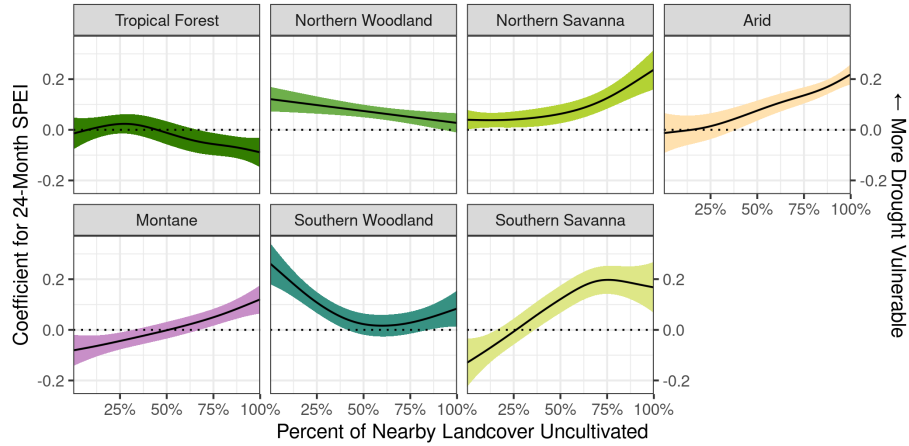 Tropical Forest
Northern Woodland
Northern Savanna
Arid
0.2
0.0
-0.2
0.2
0.0
-0.2
25%
50%
75%
100%
Montane
Southern Woodland
Southern Savanna
0.2
0.0
-0.2
0.2
0.0
-0.2
25%
50%
75%
100%
25%
50%
75%
100%
25%
50%
75%
100%
Percent of Nearby Landcover Uncultivated
Coefficient for 24-Month SPEI
← More Drought Vulnerable